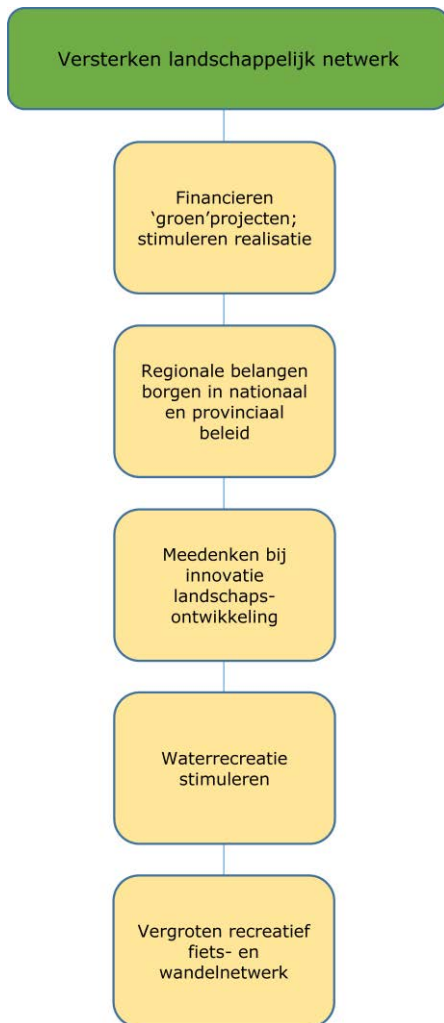 Versterken landschappelijk netwerk
Financieren
‘groen’projecten;
stimuleren realisatie
Regionale belangen
borgen in nationaal
en provinciaal
beleid
Meedenken bij
innovatie
landschaps-
ontwikkeling
Waterrecreatie
stimuleren
Vergroten recreatief
fiets- en
wandelnetwerk